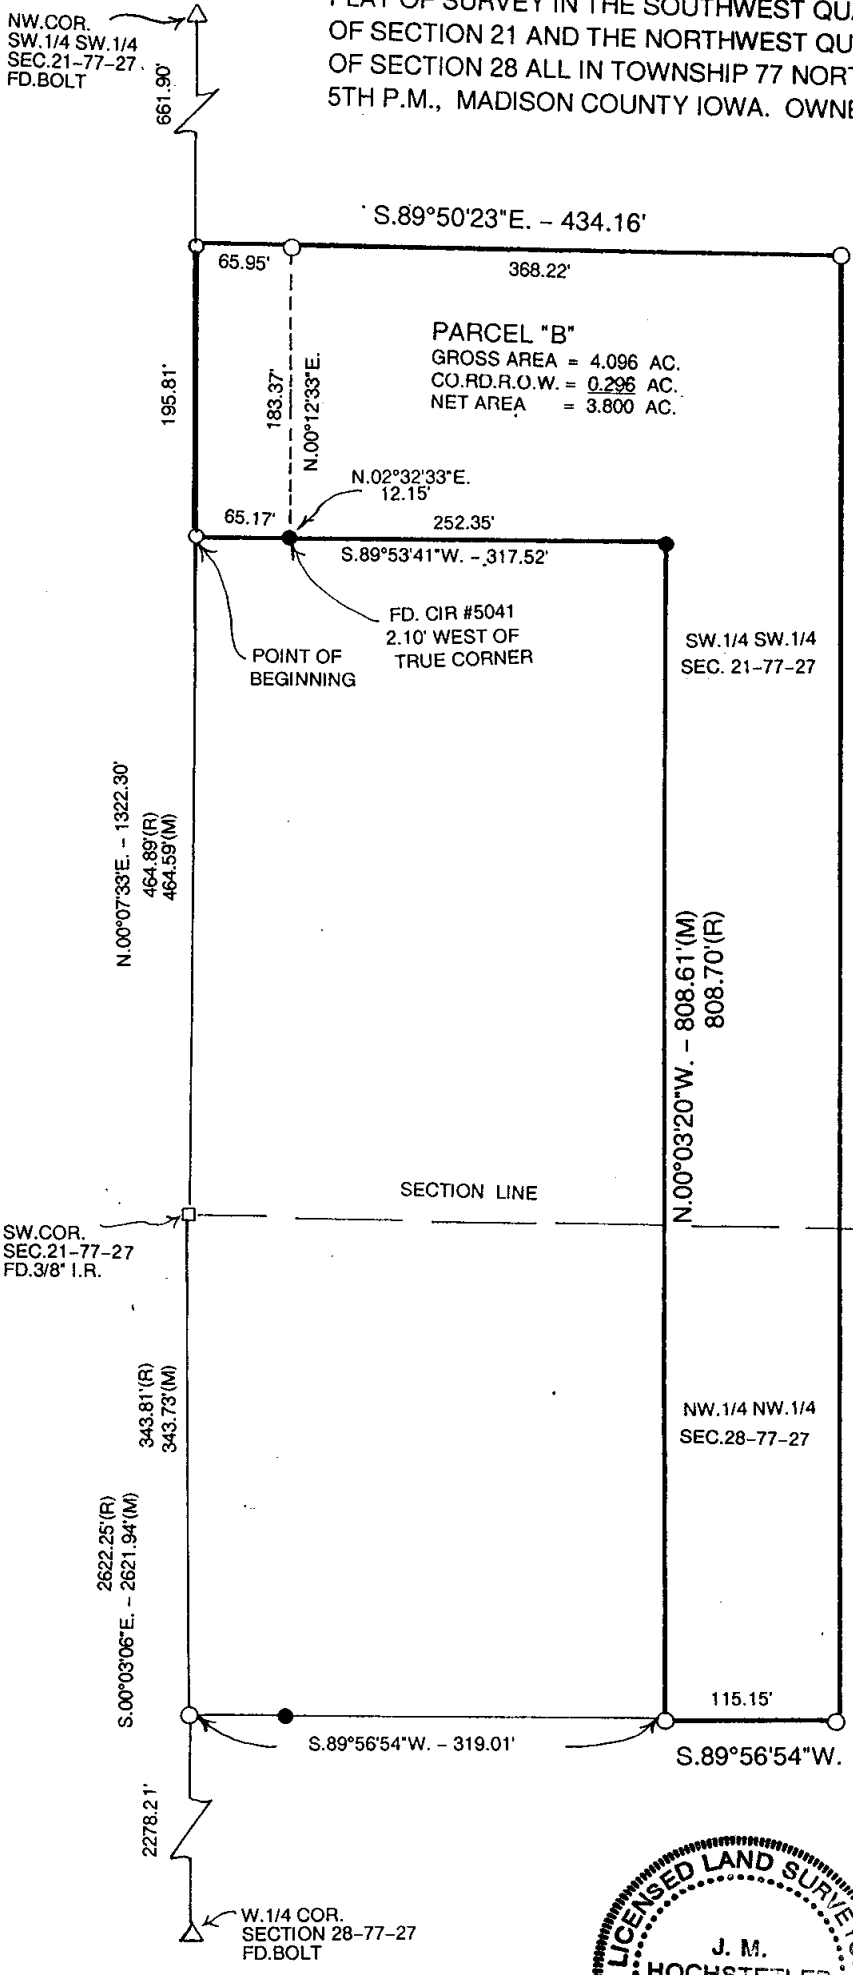 PLAT OF SURVEY IN THE SOUTHWEST
OF SECTION 21 AND THE NORTHWEST
OF SECTION 28 ALL IN TOWNSHIP 77
5TH P.M., MADISON COUNTY IOWA.
NW.COR.
SW.1/4 SW.1/4
SEC.21-77-27
FD.BOLT
661.90'
S.89°50'23"E. - 434.16'
65.95'
368.22'
195.81'
183.37'
N.00°12'33"E.
PARCEL "B"
GROSS AREA = 4.096 AC.
CO.RD.R.O.W. = 0.296 AC.
NET AREA = 3.800 AC.
N.02°32'33"E.
12.15'
65.17'
252.35'
S.89°53'41"W. - 317.52'
FD. CIR #5041
2.10' WEST OF
TRUE CORNER
POINT OF
BEGINNING
SW.1/4 SW.1/4
SEC. 21-77-27
N.00°07'33"E. - 1322.30'
464.89'(R)
464.59'(M)
N.00°03'20"W. - 808.61'(M)
808.70'(R)
SECTION LINE
SW.COR.
SEC.21-77-27
FD.3/8" I.R.
343.81'(R)
343.73'(M)
NW.1/4 NW.1/4
SEC.28-77-27
2622.25'(R)
S.00°03'06"E. - 2621.94'(M)
115.15'
S.89°56'54"W. - 319.01'
S.89°56'54"W.
2278.21'
W.1/4 COR.
SECTION 28-77-27
FD.BOLT
LICENSED LAND SURVEYOR
J. M.
HOCHSTETLER